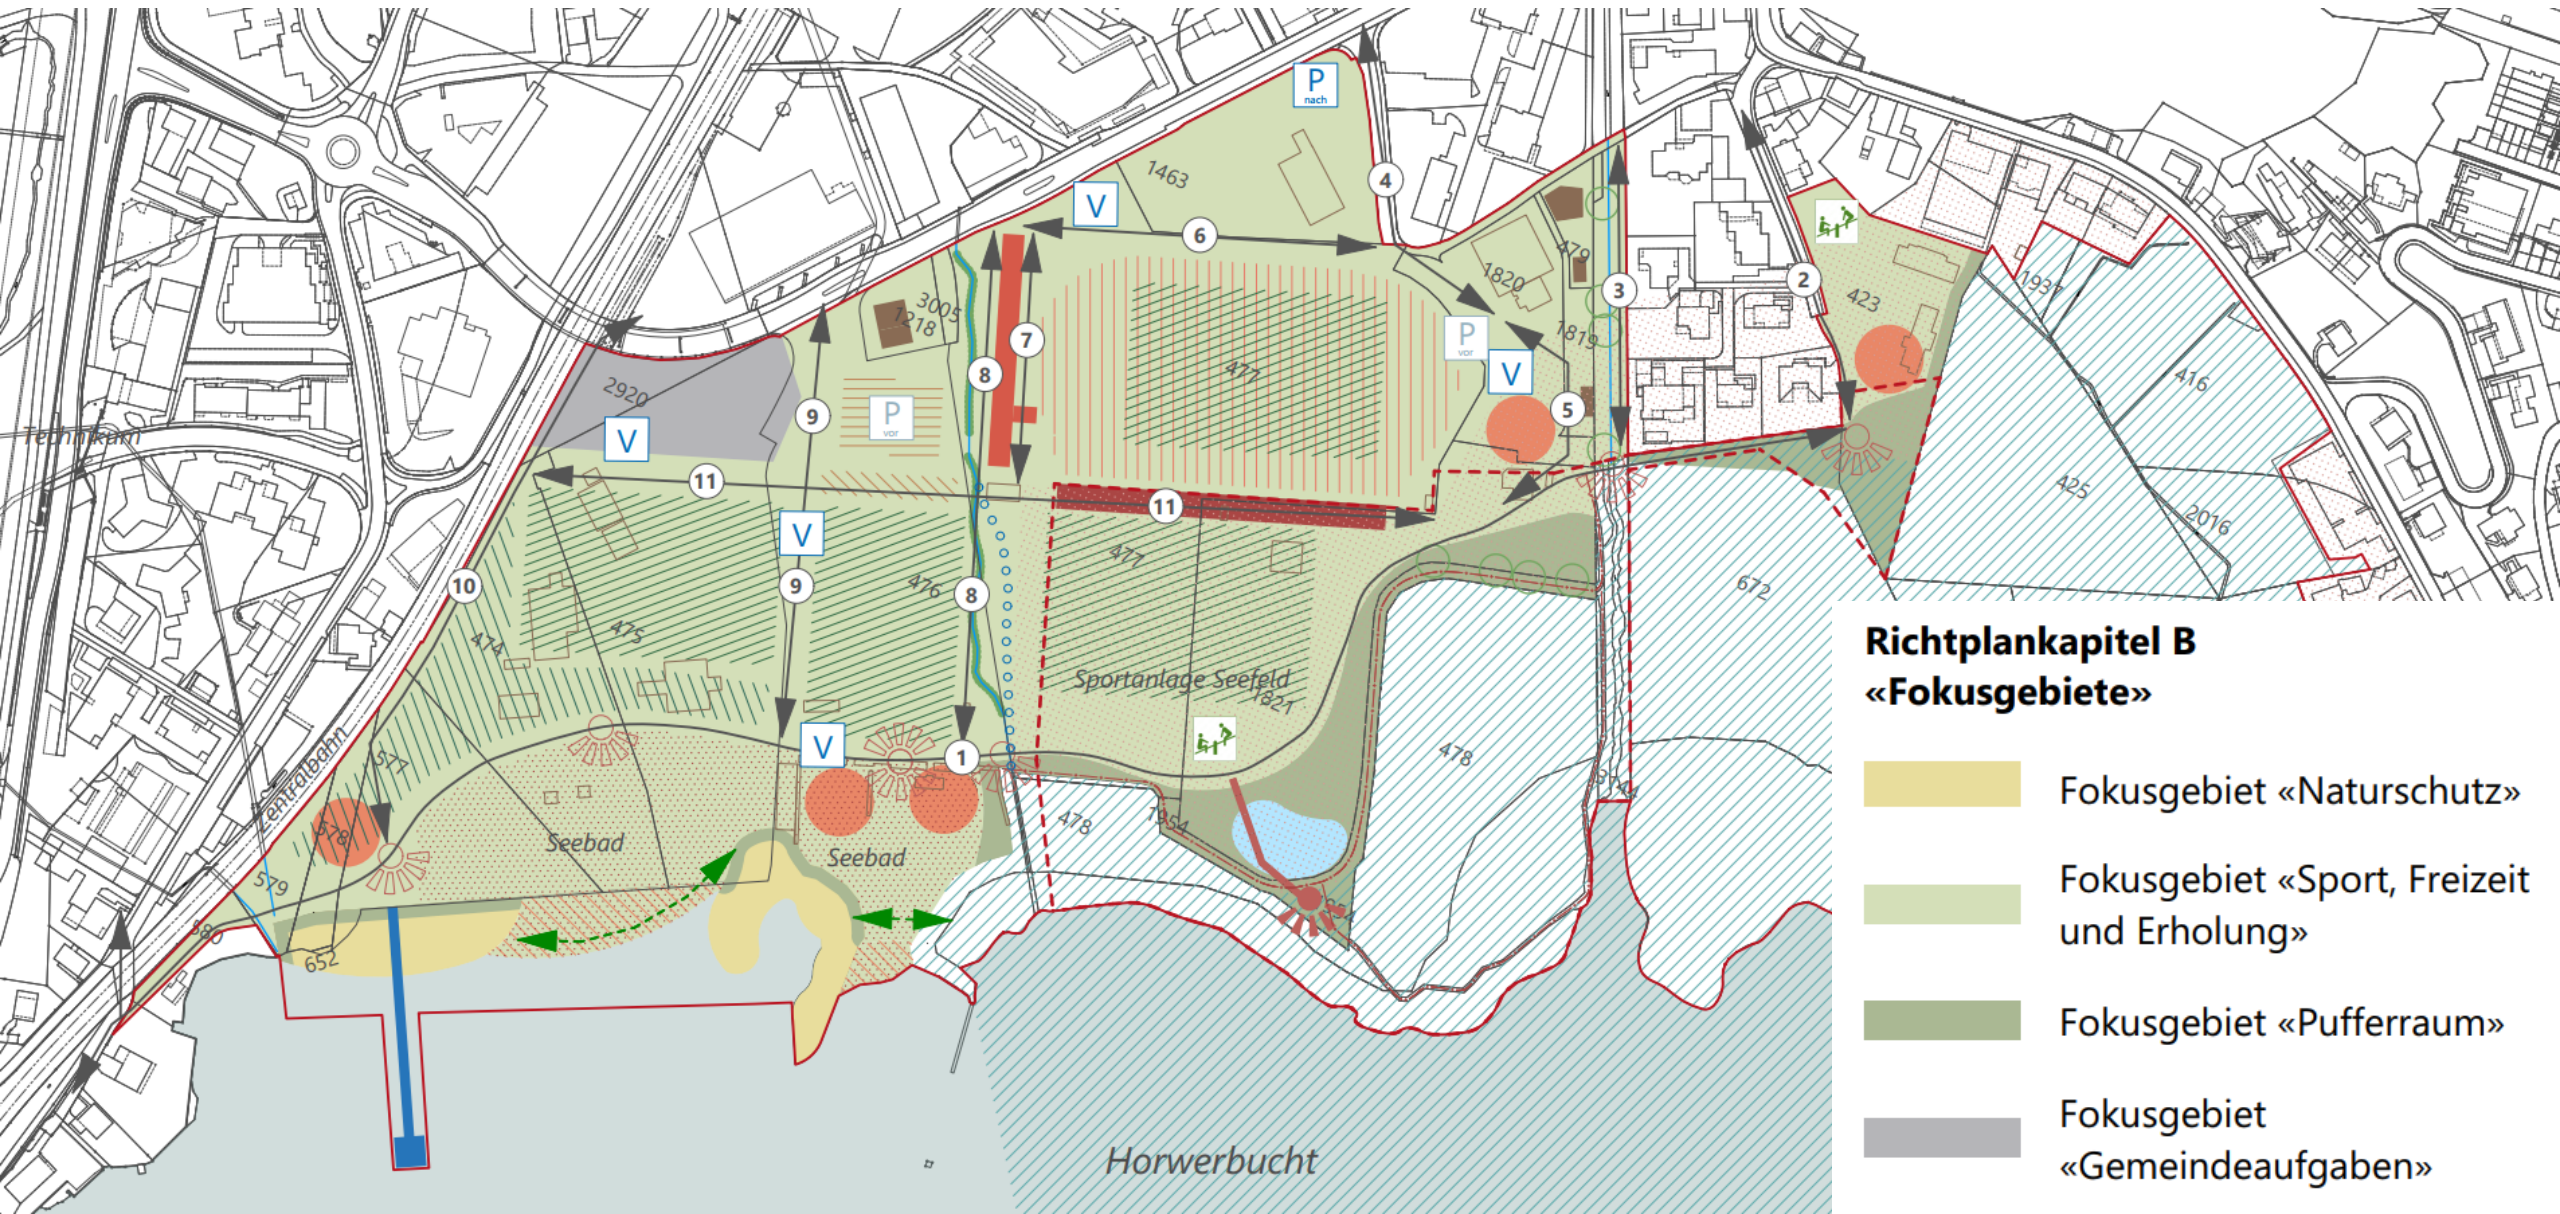 P
nach
1463
4
V
6
479
1820
3
2
423
1937
3005
1218
7
8
477
P
vor
1819
V
5
416
2920
V
9
P
vor
Technikum
11
11
425
2016
V
477
10
9
476
8
672
474
475
Sportanlage Seefeld
1821
Zentralbahn
577
V
1
478
3744
578
Seebad
Seebad
478
1954
579
580
652
Horwerbucht
Richtplankapitel B
«Fokusgebiete»
Fokusgebiet «Naturschutz»
Fokusgebiet «Sport, Freizeit
und Erholung»
Fokusgebiet «Pufferraum»
Fokusgebiet
«Gemeindeaufgaben»